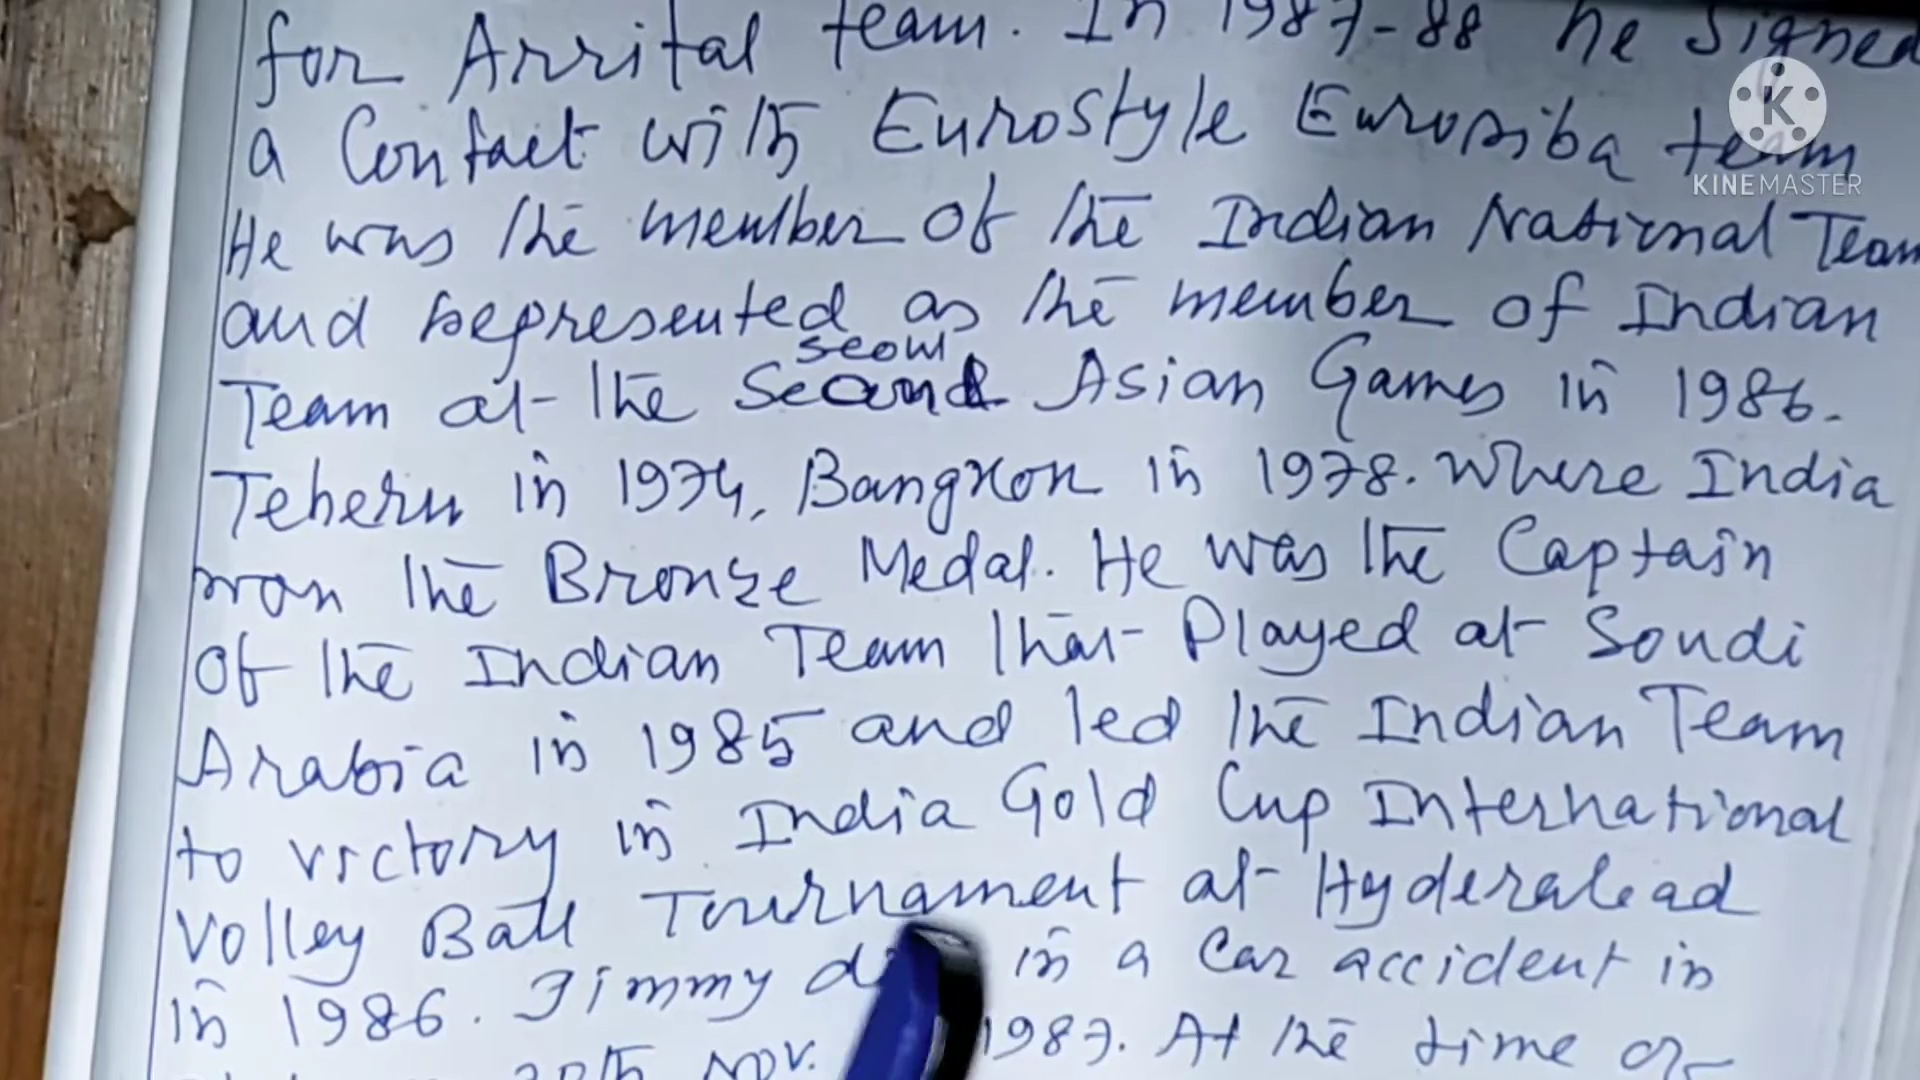 for Arrital team. In 1987-88 he signed
a Contact with Eurostyle Eurosiba team
He was the member of the Indian National Team
and represented as the member of Indian
seoul
Team at the Second Asian Games in 1986.
Tehern in 1974, Bangkok in 1978. Where India
won the Bronze Medal. He was the Captain
of the Indian Team that Played at Soudi
Arabia in 1985 and led the Indian Team
to victory in India Gold Cup International
Volley Ball Tournament at Hyderabad
in 1986. Jimmy in a Car accident in
Nov. 1987. At the time of
K
KINEMASTER